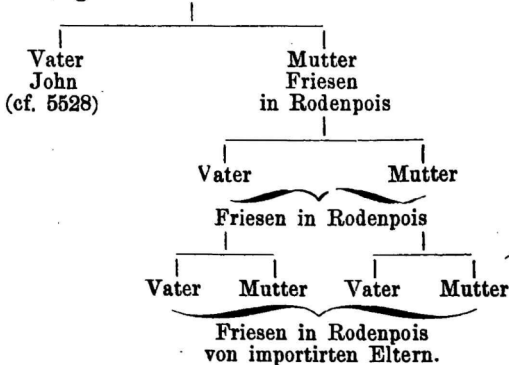 Vater Mutter
John Friesen
(cf. 5528) in Rodenpois
Vater Mutter
Friesen in Rodenpois
Vater Mutter Vater Mutter
Friesen in Rodenpois
von importirten Eltern.